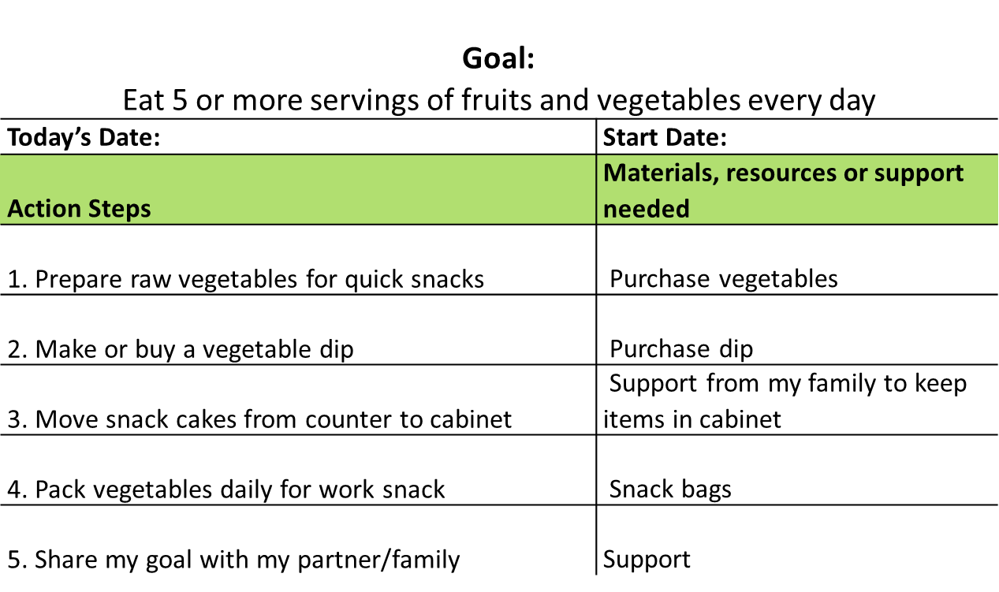 Goal:
Eat 5 or more servings of fruits and vegetables every day
Today’s Date:
Start Date:
Action Steps
Materials, resources or support
needed
1. Prepare raw vegetables for quick snacks
Purchase vegetables
2. Make or buy a vegetable dip
Purchase dip
3. Move snack cakes from counter to cabinet
Support from my family to keep
items in cabinet
4. Pack vegetables daily for work snack
Snack bags
5. Share my goal with my partner/family
Support